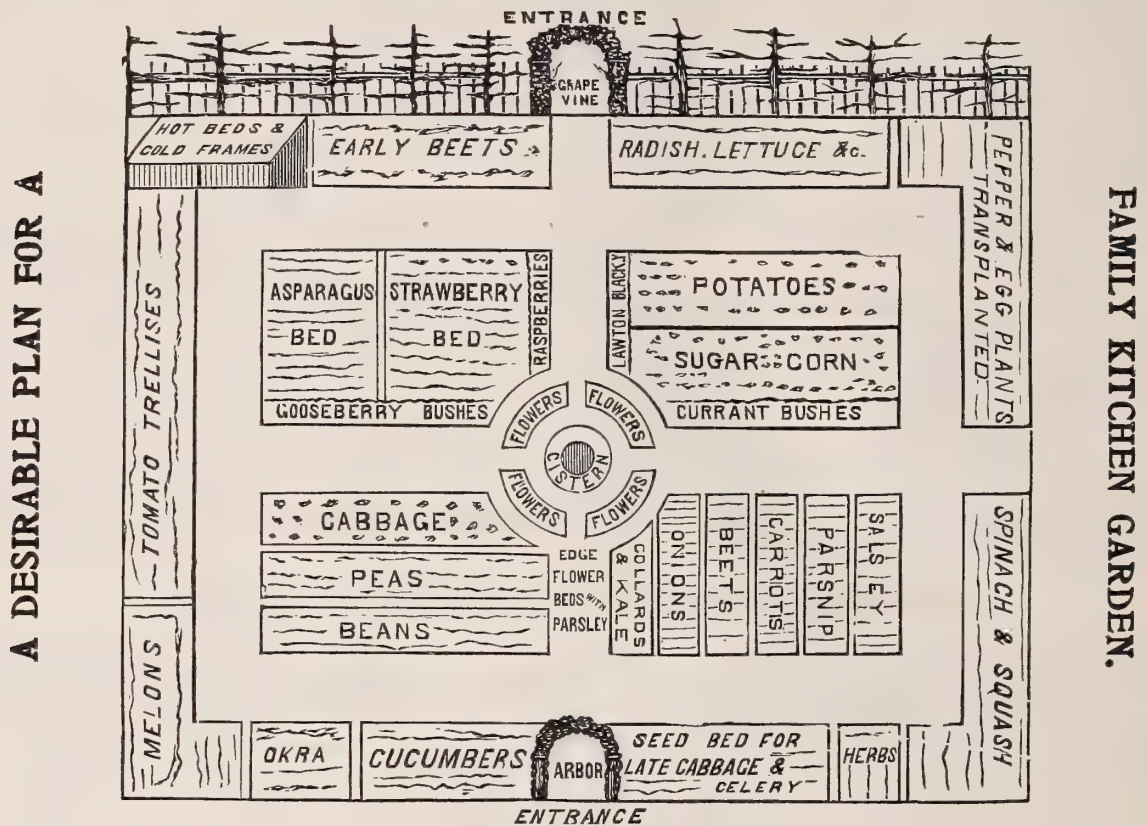 A DESIRABLE PLAN FOR A
FAMILY KITCHEN GARDEN.
ENTRANCE
GRAPE
VINE
HOT BEDS &
COLD FRAMES
EARLY BEETS
RADISH. LETTUCE &c.
PEPPER & EGG PLANTS
TRANSPLANTED
TOMATO TRELLISES
ASPARAGUS
BED
STRAWBERRY
BED
RASPBERRIES
GOOSEBERRY BUSHES
LAWTON BLACKY
POTATOES
SUGAR CORN
CURRANT BUSHES
FLOWERS
FLOWERS
CISTERN
FLOWERS
FLOWERS
CABBAGE
PEAS
BEANS
EDGE
FLOWER
BEDS WITH
PARSLEY
COLLARDS
& KALE
ONIONS
BEETS
CARRIOTS
PARSNIP
SALSEY
SPINACH & SQUASH
MELONS
OKRA
CUCUMBERS
ARBOR
SEED BED FOR
LATE CABBAGE &
CELERY
HERBS
ENTRANCE